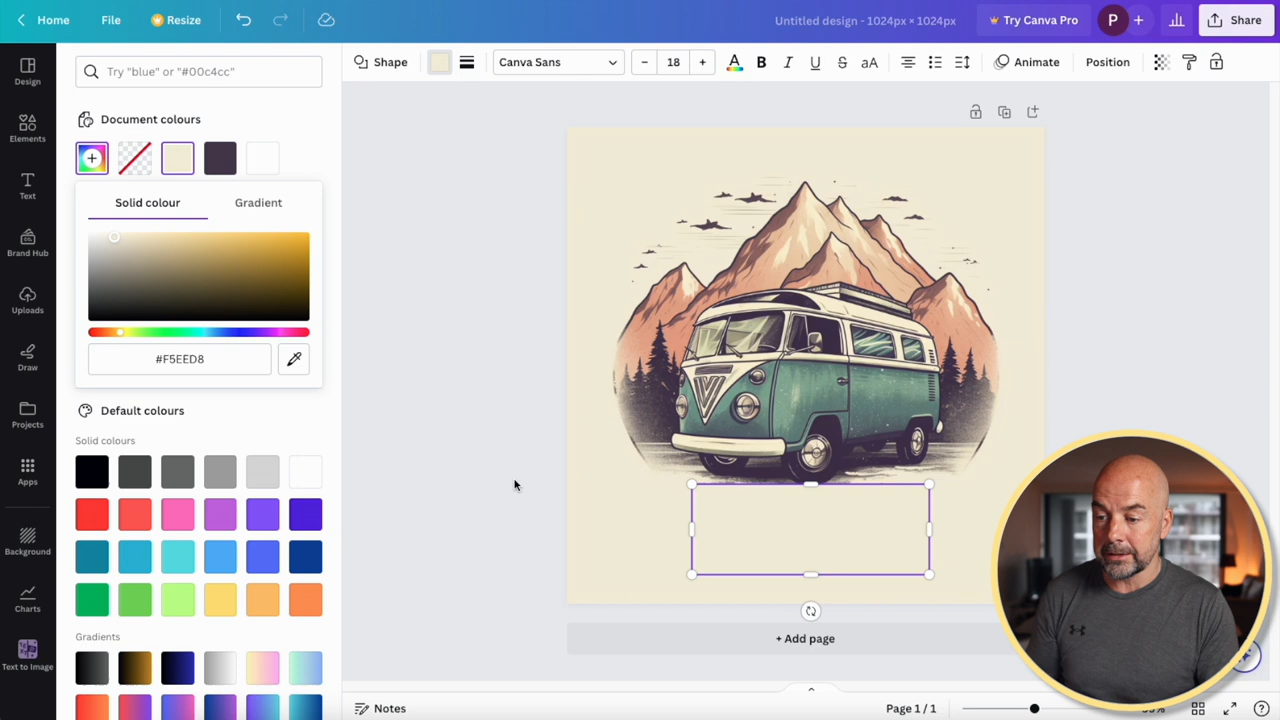 Home
File
Resize
Untitled design - 1024px × 1024px
Try Canva Pro
P
Share
Try "blue" or "#00c4cc"
Shape
Canva Sans
18
Animate
Position
Design
Elements
Text
Brand Hub
Uploads
Draw
Projects
Apps
Background
Charts
Text to Image
Document colours
Solid colour
Gradient
#F5EED8
Default colours
Solid colours
Gradients
+ Add page
Notes
Page 1 / 1